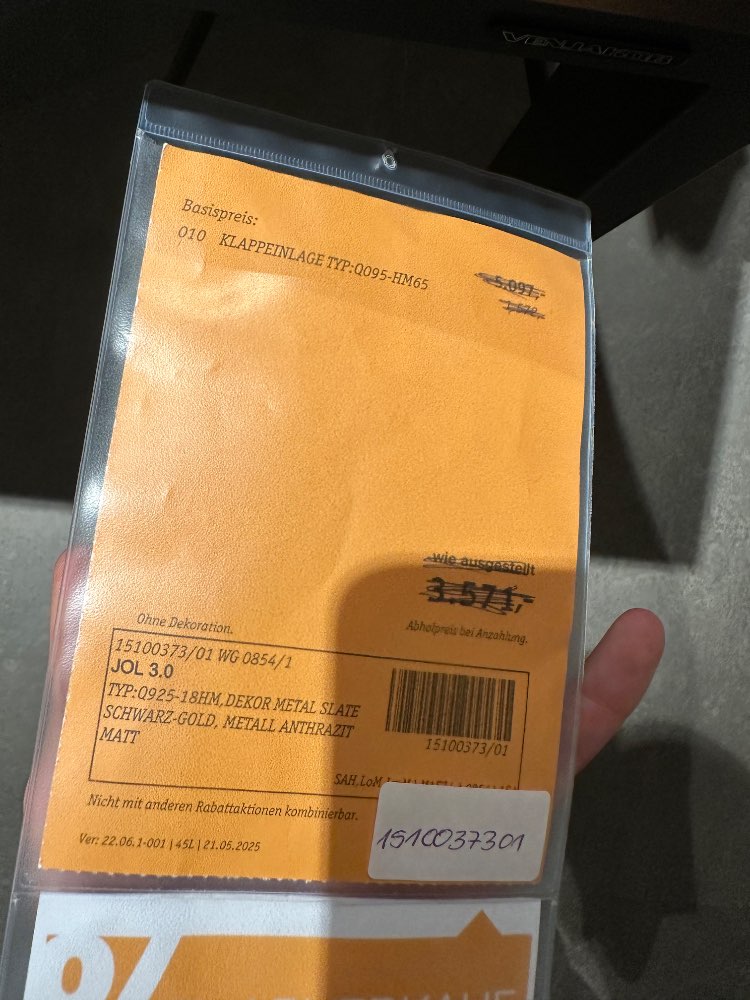 Basispreis:
010 KLAPPEINLAGE TYP:Q095-HM65
5.097,-
1.572,-
wie ausgestellt
3.571,-
Ohne Dekoration.
Abholpreis bei Anzahlung.
15100373/01 WG 0854/1
JOL 3.0
TYP:Q925-18HM,DEKOR METAL SLATE
SCHWARZ-GOLD, METALL ANTHRAZIT
MATT
15100373/01
Nicht mit anderen Rabattaktionen kombinierbar.
1510037301
Ver: 22.06.1-001 | 45L | 21.05.2025
%